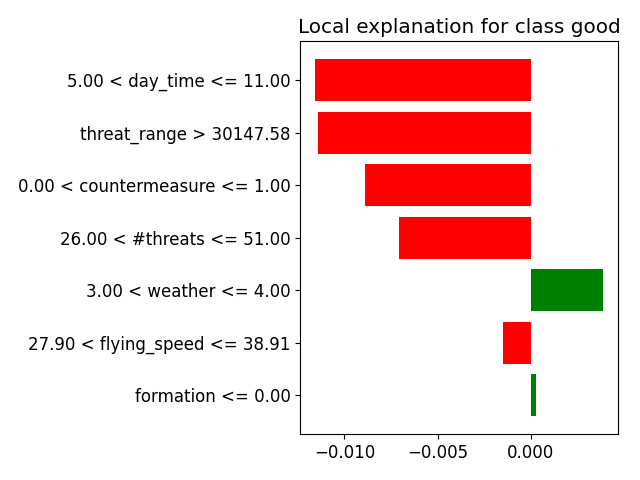 Local explanation for class good
5.00 < day_time <= 11.00
threat_range > 30147.58
0.00 < countermeasure <= 1.00
26.00 < #threats <= 51.00
3.00 < weather <= 4.00
27.90 < flying_speed <= 38.91
formation <= 0.00
−0.010 −0.005 0.000